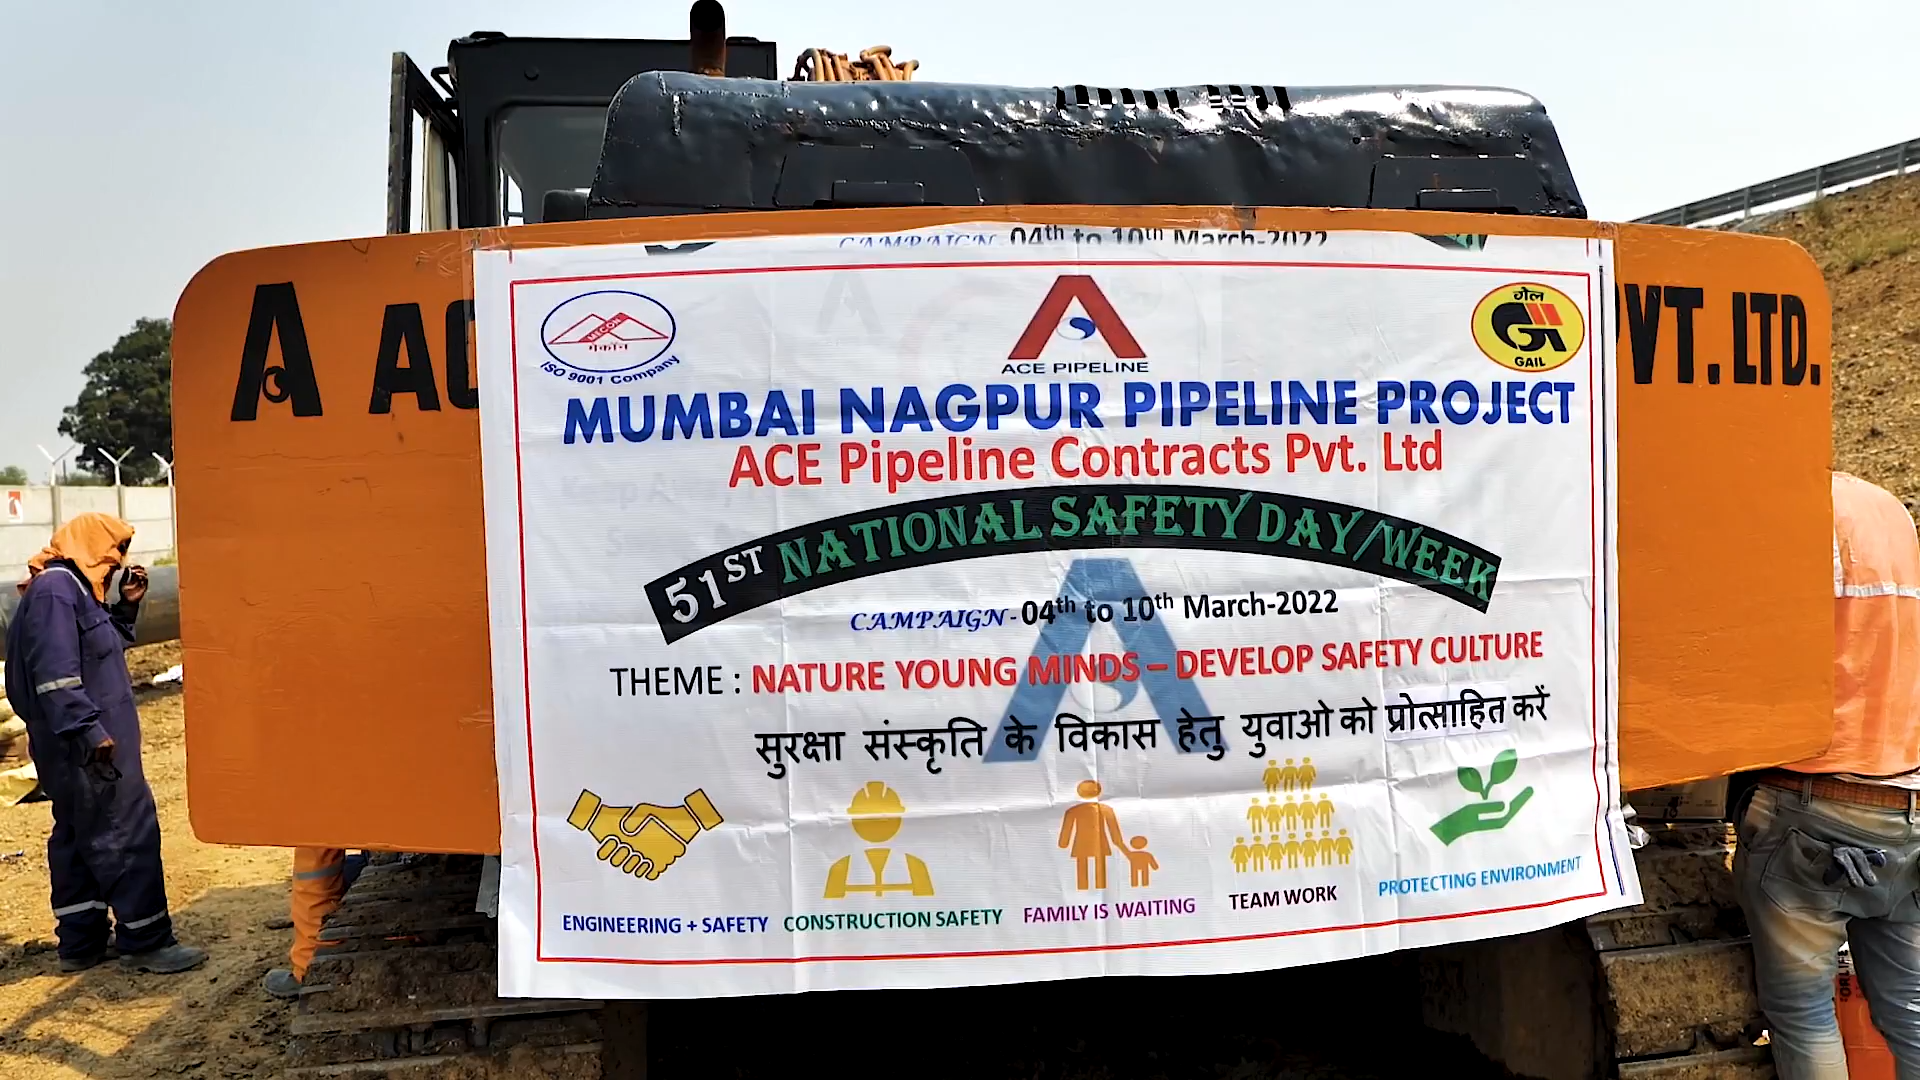 CAMPAIGN- 04th to 10th March-2022
MECON
मेकॉन
ISO 9001 Company
ACE PIPELINE
गेल
GAIL
A AC
PVT. LTD.
MUMBAI NAGPUR PIPELINE PROJECT
ACE Pipeline Contracts Pvt. Ltd
51ST NATIONAL SAFETY DAY/WEEK
CAMPAIGN-04th to 10th March-2022
THEME : NATURE YOUNG MINDS – DEVELOP SAFETY CULTURE
सुरक्षा संस्कृति के विकास हेतु युवाओ को प्रोत्साहित करें
ENGINEERING + SAFETY
CONSTRUCTION SAFETY
FAMILY IS WAITING
TEAM WORK
PROTECTING ENVIRONMENT